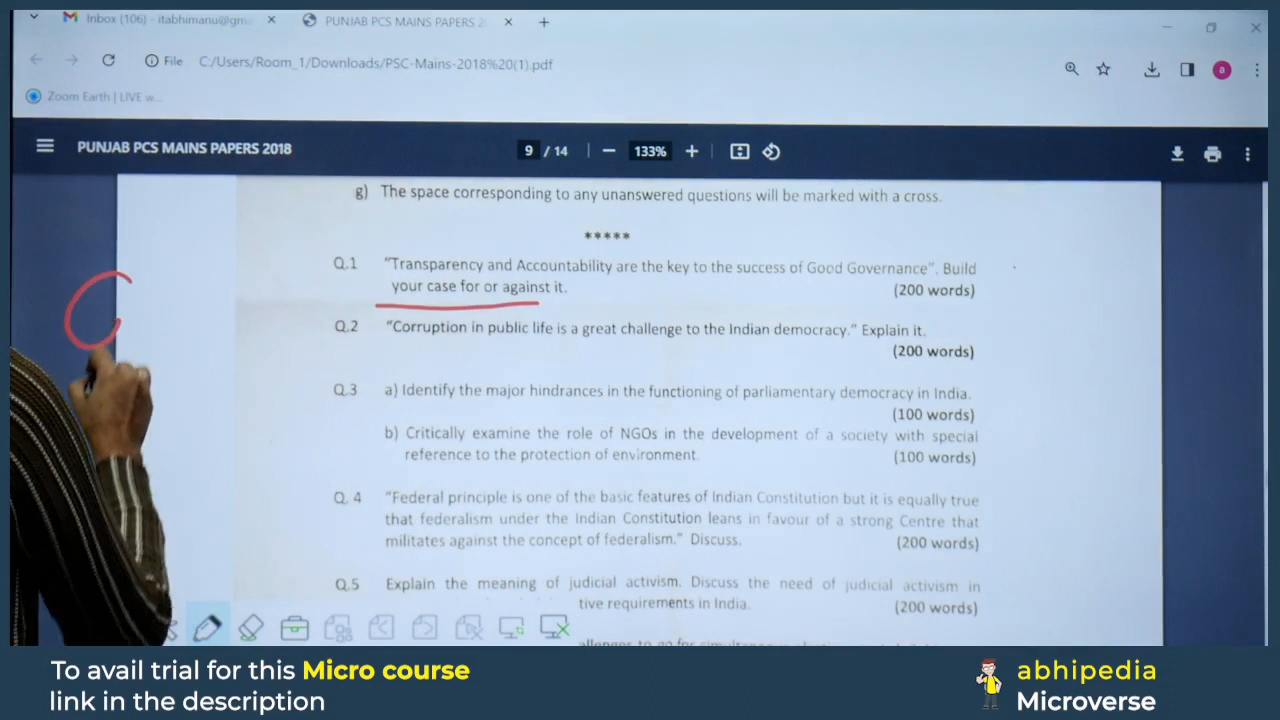 Inbox (106) - itabhimanu@gm
PUNJAB PCS MAINS PAPERS 2
File C:/Users/Room_1/Downloads/PSC-Mains-2018%20(1).pdf
a
Zoom Earth | LIVE w...
PUNJAB PCS MAINS PAPERS 2018
9 / 14
133%
g) The space corresponding to any unanswered questions will be marked with a cross.
*****
Q.1 "Transparency and Accountability are the key to the success of Good Governance". Build
your case for or against it. (200 words)
Q.2 "Corruption in public life is a great challenge to the Indian democracy." Explain it.
(200 words)
Q.3 a) Identify the major hindrances in the functioning of parliamentary democracy in India.
(100 words)
b) Critically examine the role of NGOs in the development of a society with special
reference to the protection of environment. (100 words)
Q. 4 "Federal principle is one of the basic features of Indian Constitution but it is equally true
that federalism under the Indian Constitution leans in favour of a strong Centre that
militates against the concept of federalism." Discuss. (200 words)
Q.5 Explain the meaning of judicial activism. Discuss the need of judicial activism in
tive requirements in India. (200 words)
To avail trial for this Micro course
link in the description
abhipedia
Microverse